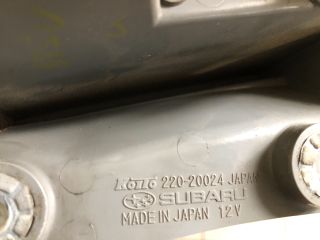 KOITO 220-20024 JAPAN
SUBARU
MADE IN JAPAN 12V